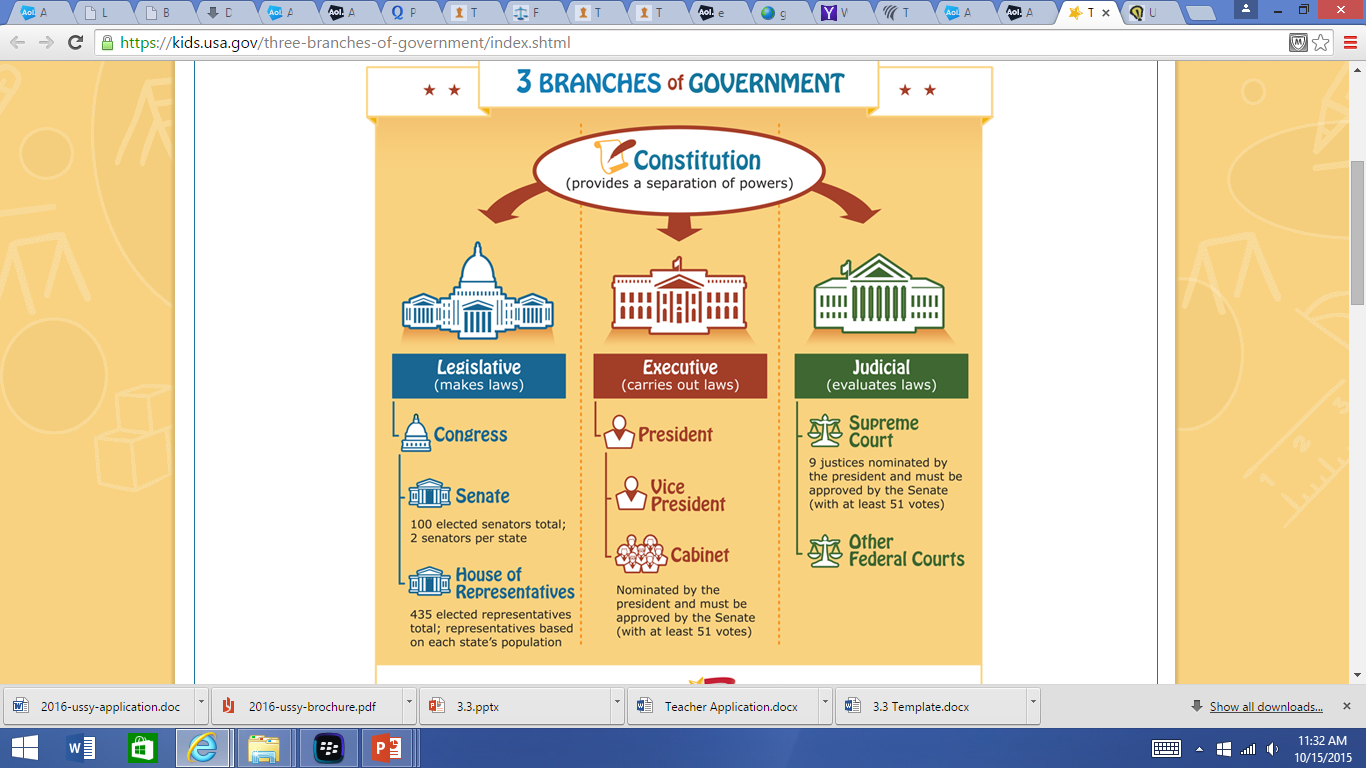 Aol. A
L
B
D
Aol. A
Aol. A
Q P
T
F
T
T
Aol. e
g
Y V
T
Aol. A
Aol. A
T
U
https://kids.usa.gov/three-branches-of-government/index.shtml
3 BRANCHES of GOVERNMENT
Constitution
(provides a separation of powers)
Legislative
(makes laws)
Congress
Senate
100 elected senators total;
2 senators per state
House of
Representatives
435 elected representatives
total; representatives based
on each state's population
Executive
(carries out laws)
President
Vice
President
Cabinet
Nominated by the
president and must be
approved by the Senate
(with at least 51 votes)
Judicial
(evaluates laws)
Supreme
Court
9 justices nominated by
the president and must be
approved by the Senate
(with at least 51 votes)
Other
Federal Courts
2016-ussy-application.doc
2016-ussy-brochure.pdf
3.3.pptx
Teacher Application.docx
3.3 Template.docx
Show all downloads...
11:32 AM
10/15/2015